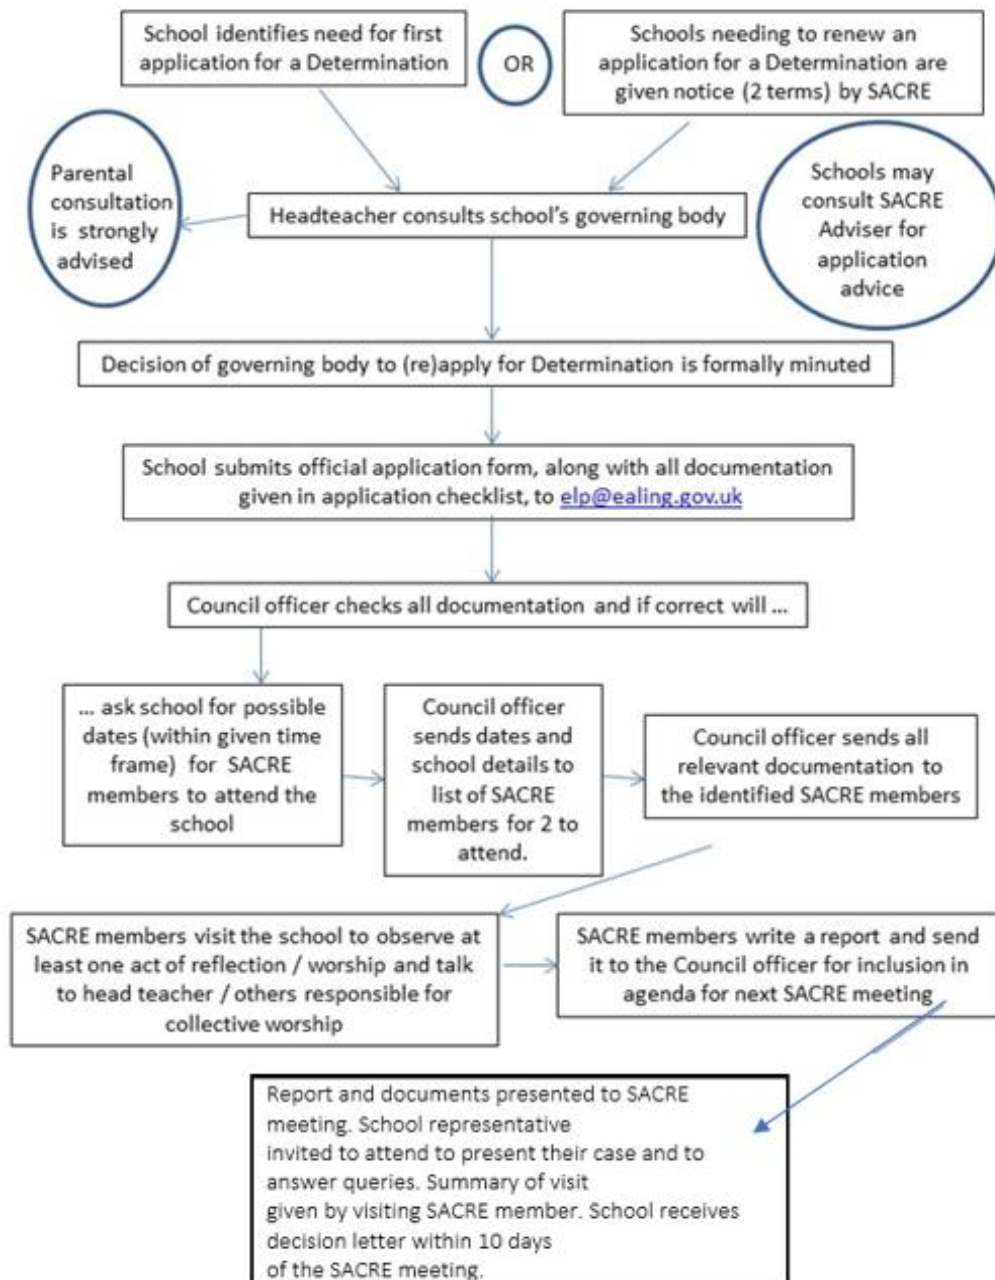 School identifies need for first
application for a Determination
OR
Schools needing to renew an
application for a Determination are
given notice (2 terms) by SACRE
Parental
consultation
is strongly
advised
Headteacher consults school's governing body
Schools may
consult SACRE
Adviser for
application
advice
Decision of governing body to (re)apply for Determination is formally minuted
School submits official application form, along with all documentation
given in application checklist, to elp@ealing.gov.uk
Council officer checks all documentation and if correct will ...
... ask school for possible
dates (within given time
frame) for SACRE
members to attend the
school
Council officer
sends dates and
school details to
list of SACRE
members for 2 to
attend.
Council officer sends all
relevant documentation to
the identified SACRE members
SACRE members visit the school to observe at
least one act of reflection / worship and talk
to head teacher / others responsible for
collective worship
SACRE members write a report and send
it to the Council officer for inclusion in
agenda for next SACRE meeting
Report and documents presented to SACRE
meeting. School representative
invited to attend to present their case and to
answer queries. Summary of visit
given by visiting SACRE member. School receives
decision letter within 10 days
of the SACRE meeting.